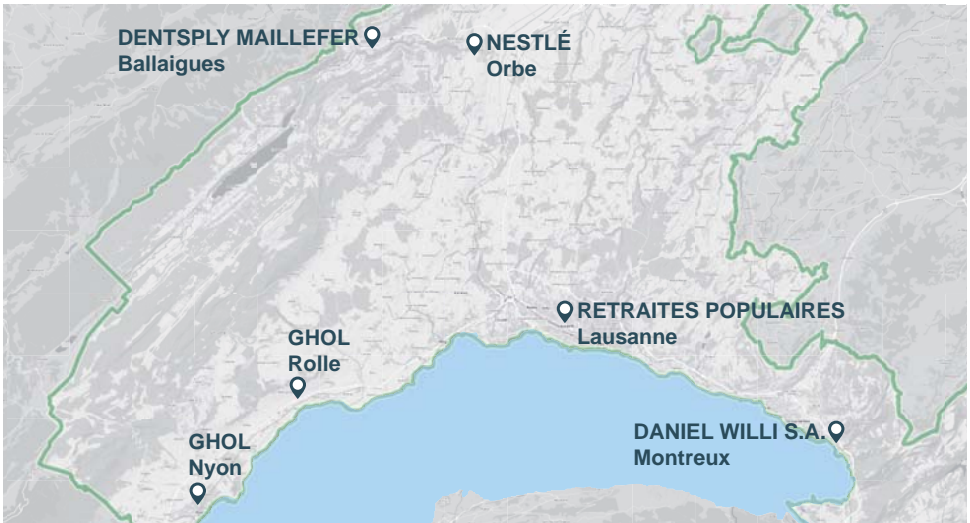 DENTSPLY MAILLEFER
Ballaigues
NESTLÉ
Orbe
RETRAITES POPULAIRES
Lausanne
GHOL
Rolle
DANIEL WILLI S.A.
Montreux
GHOL
Nyon